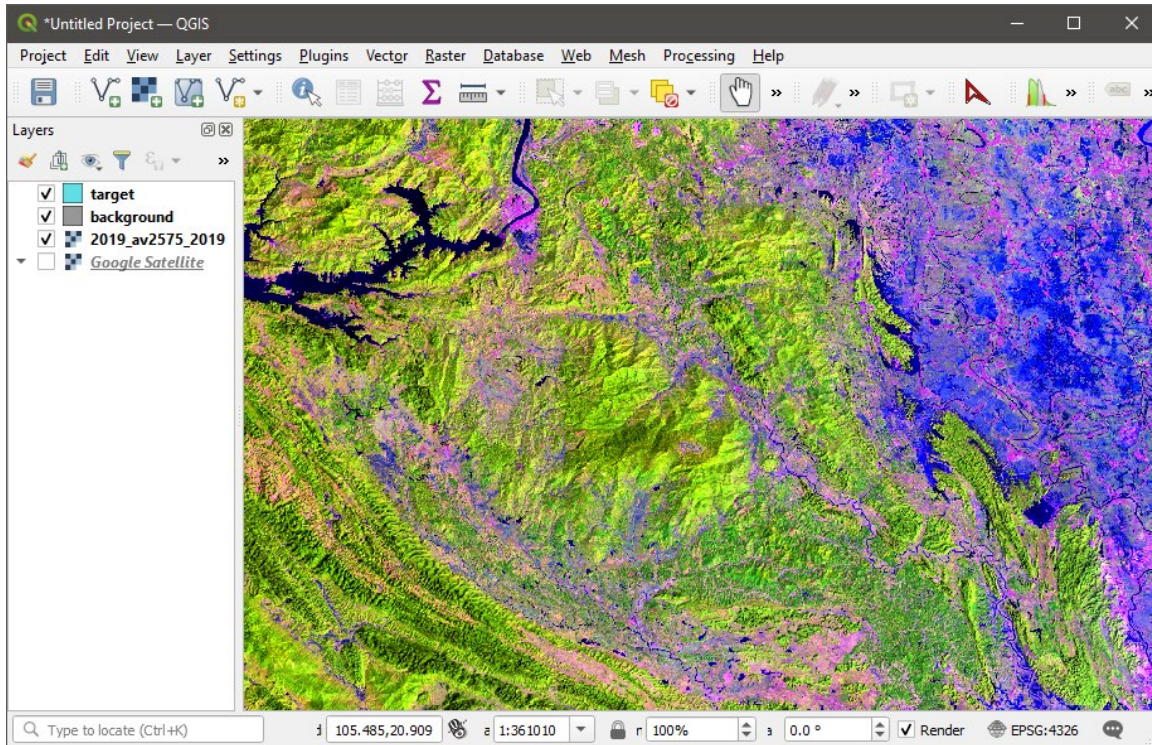 *Untitled Project — QGIS
Project Edit View Layer Settings Plugins Vector Raster Database Web Mesh Processing Help
» » » abc »
Layers
»
target
background
2019_av2575_2019
Google Satellite
Type to locate (Ctrl+K) 105.485,20.909 1:361010 100% 0.0 ° Render EPSG:4326